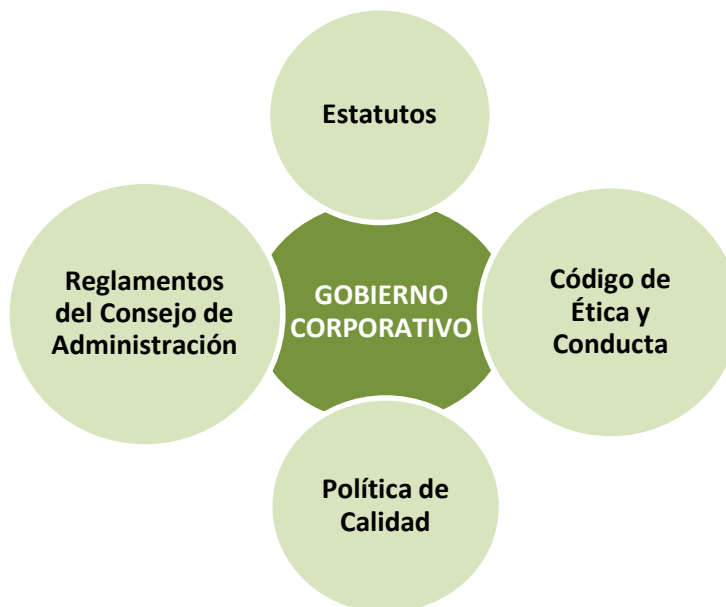 Estatutos
Reglamentos
del Consejo de
Administración
GOBIERNO
CORPORATIVO
Código de
Ética y
Conducta
Política de
Calidad